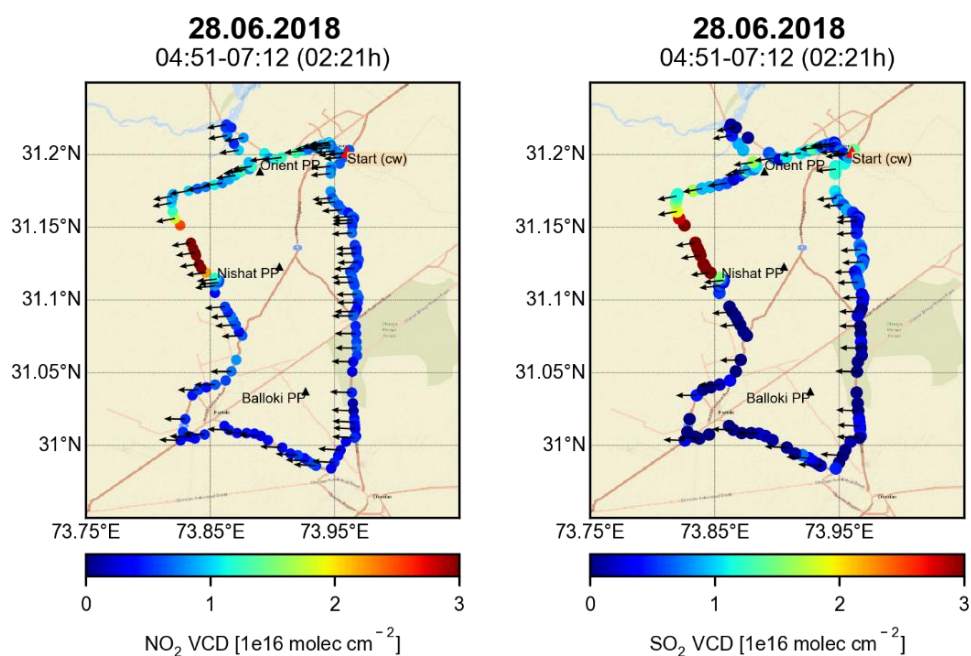 28.06.2018
04:51-07:12 (02:21h)
31.2°N
31.15°N
31.1°N
31.05°N
31°N
Start (cw)
Orient PP
Nishat PP
Balloki PP
73.75°E
73.85°E
73.95°E
0
1
2
3
NO₂ VCD [1e16 molec cm⁻²]
28.06.2018
04:51-07:12 (02:21h)
31.2°N
31.15°N
31.1°N
31.05°N
31°N
Start (cw)
Orient PP
Nishat PP
Balloki PP
73.75°E
73.85°E
73.95°E
0
1
2
3
SO₂ VCD [1e16 molec cm⁻²]